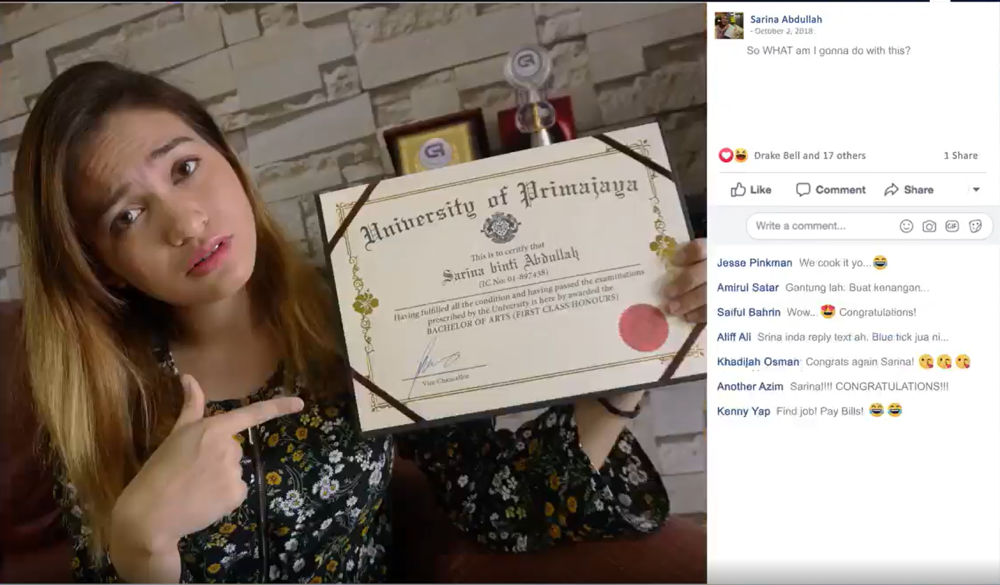 Sarina Abdullah
- October 2, 2018
So WHAT am I gonna do with this?
Drake Bell and 17 others
1 Share
Like
Comment
Share
Write a comment...
GIF
Jesse Pinkman We cook it yo...😂
Amirul Satar Gantung lah. Buat kenangan...
Saiful Bahrin Wow... 😍 Congratulations!
Aliff Ali Srina inda reply text ah. Blue tick jua ni...
Khadijah Osman Congrats again Sarina! 😘 😘 😘
Another Azim Sarina!!!! CONGRATULATIONS!!!
Kenny Yap Find job! Pay Bills! 😂 😂
University of Primajaya
This is to certify that
Sarina binti Abdullah
(IC No: 01-897438)
Having fulfilled all the condition and having passed the examinations
prescribed by the University is here by awarded the
BACHELOR OF ARTS (FIRST CLASS HONOURS)
Vice Chancellor